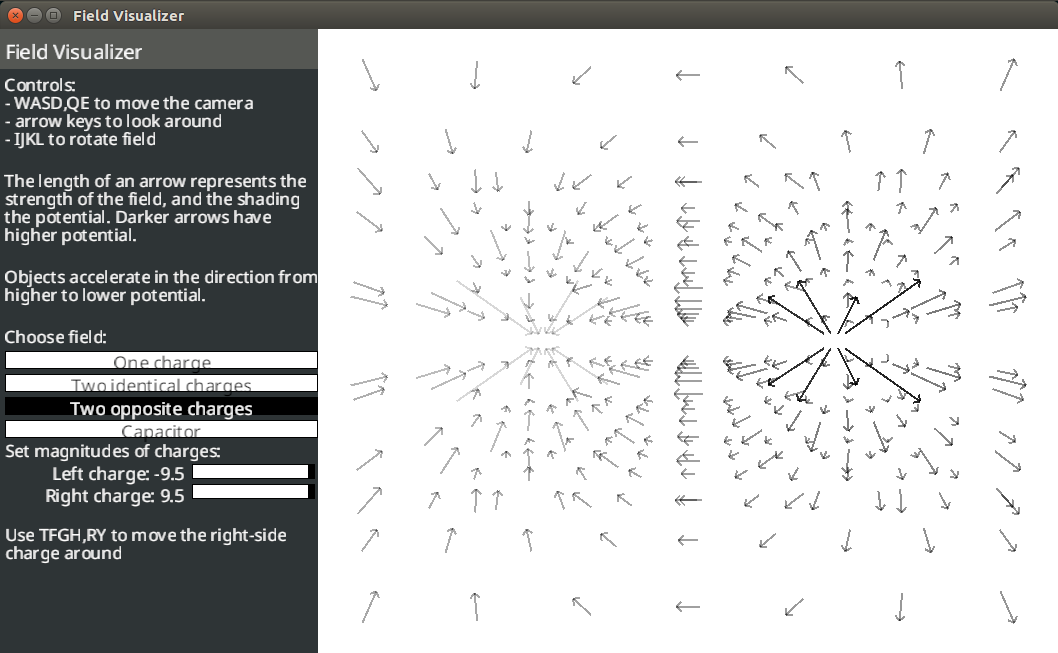 Field Visualizer
Field Visualizer
Controls:
- WASD,QE to move the camera
- arrow keys to look around
- IJKL to rotate field
The length of an arrow represents the
strength of the field, and the shading
the potential. Darker arrows have
higher potential.
Objects accelerate in the direction from
higher to lower potential.
Choose field:
One charge
Two identical charges
Two opposite charges
Capacitor
Set magnitudes of charges:
Left charge: -9.5
Right charge: 9.5
Use TFGH,RY to move the right-side
charge around